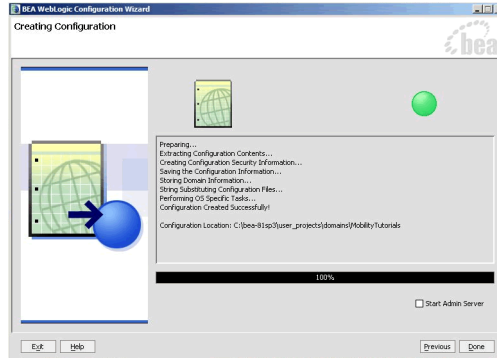 BEA WebLogic Configuration Wizard
Creating Configuration
bea
Preparing...
Extracting Configuration Contents...
Creating Configuration Security Information...
Saving the Configuration Information...
Storing Domain Information...
String Substituting Configuration Files...
Performing OS Specific Tasks...
Configuration Created Successfully!
Configuration Location: C:\bea-81sp3\user_projects\domains\MobilityTutorials
100%
Start Admin Server
Exit
Help
Previous
Done